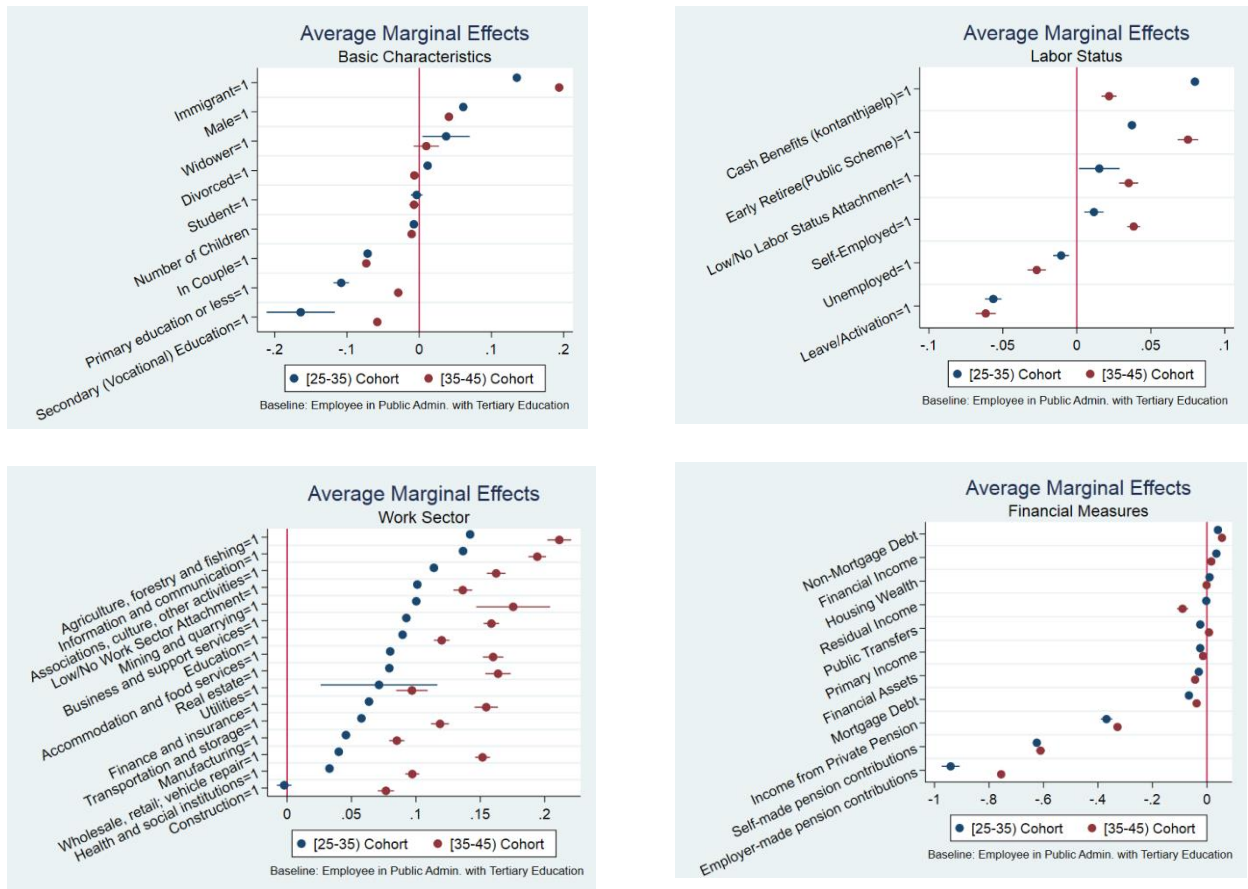 Average Marginal Effects
Basic Characteristics
Immigrant=1
Male=1
Widower=1
Divorced=1
Student=1
Number of Children
In Couple=1
Primary education or less=1
Secondary (Vocational) Education=1
-.2 -.1 0 .1 .2
[25-35) Cohort [35-45) Cohort
Baseline: Employee in Public Admin. with Tertiary Education
Average Marginal Effects
Labor Status
Cash Benefits (Kontanthjaelp)=1
Early Retiree(Public Scheme)=1
Low/No Labor Status Attachment=1
Self-Employed=1
Unemployed=1
Leave/Activation=1
-.1 -.05 0 .05 .1
[25-35) Cohort [35-45) Cohort
Baseline: Employee in Public Admin. with Tertiary Education
Average Marginal Effects
Work Sector
Agriculture, forestry and fishing=1
Information and communication=1
Associations, culture, other activities=1
Low/No Work Sector Attachment=1
Mining and quarrying=1
Business and support services=1
Education=1
Accommodation and food services=1
Real estate=1
Utilities=1
Finance and insurance=1
Transportation and storage=1
Manufacturing=1
Wholesale, retail; vehicle repair=1
Health and social institutions=1
Construction=1
0 .05 .1 .15 .2
[25-35) Cohort [35-45) Cohort
Baseline: Employee in Public Admin. with Tertiary Education
Average Marginal Effects
Financial Measures
Non-Mortgage Debt
Financial Income
Housing Wealth
Residual Income
Public Transfers
Primary Income
Financial Assets
Mortgage Debt
Income from Private Pension
Self-made pension contributions
Employer-made pension contributions
-1 -.8 -.6 -.4 -.2 0
[25-35) Cohort [35-45) Cohort
Baseline: Employee in Public Admin. with Tertiary Education